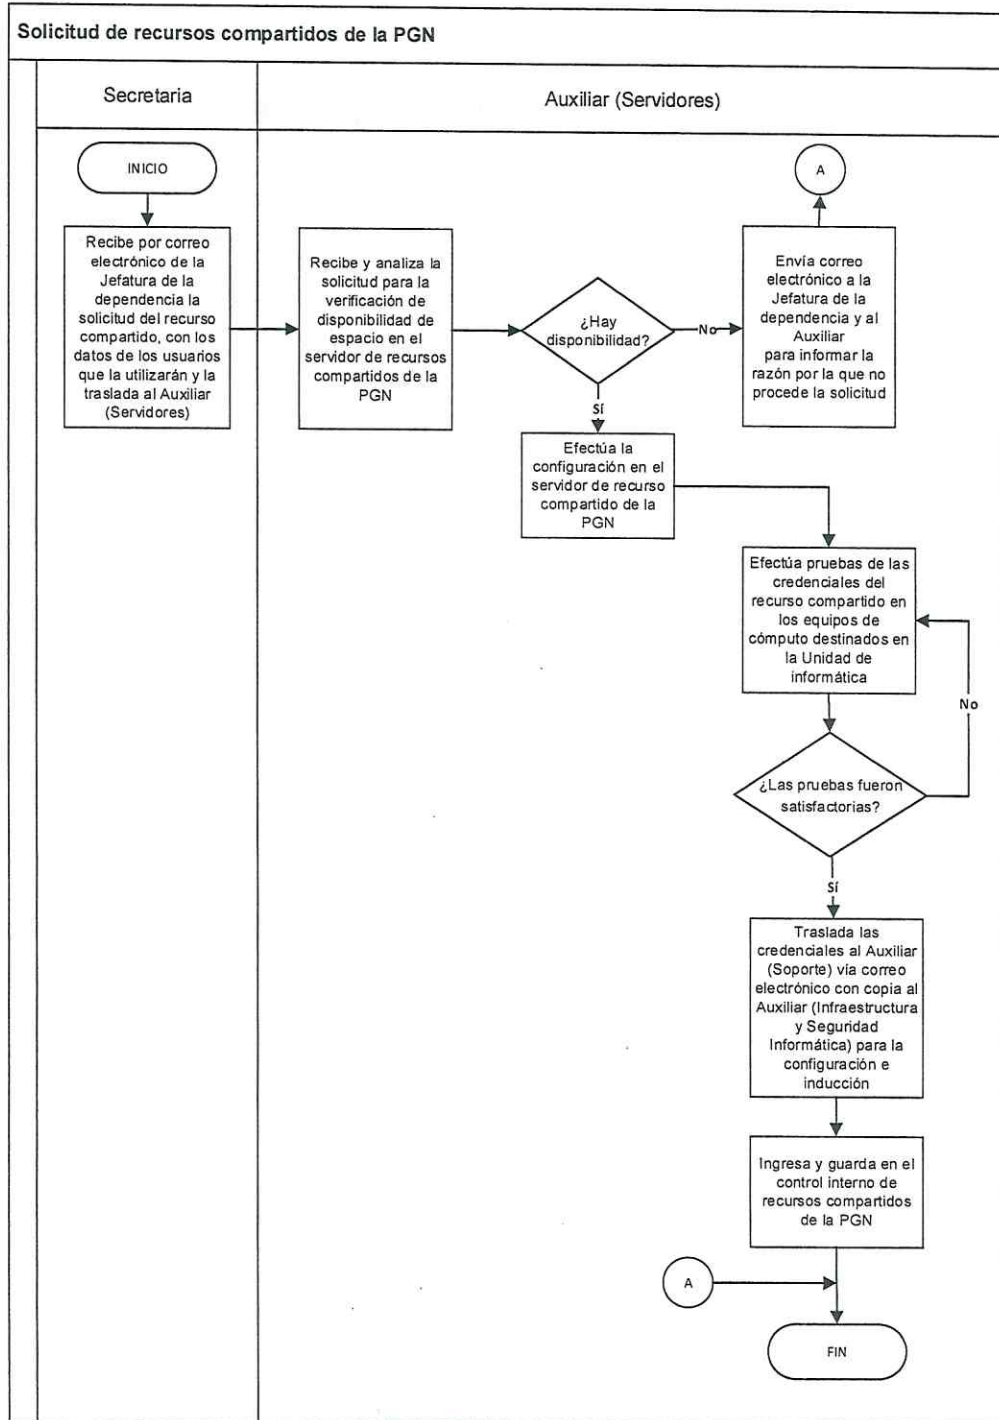 Solicitud de recursos compartidos de la PGN
Secretaria
Auxiliar (Servidores)
INICIO
A
Recibe por correo
electrónico de la
Jefatura de la
dependencia la
solicitud del recurso
compartido, con los
datos de los usuarios
que la utilizarán y la
traslada al Auxiliar
(Servidores)
Recibe y analiza la
solicitud para la
verificación de
disponibilidad de
espacio en el
servidor de recursos
compartidos de la
PGN
¿Hay
disponibilidad?
No
Envía correo
electrónico a la
Jefatura de la
dependencia y al
Auxiliar
para informar la
razón por la que no
procede la solicitud
Sí
Efectúa la
configuración en el
servidor de recurso
compartido de la
PGN
Efectúa pruebas de las
credenciales del
recurso compartido en
los equipos de
cómputo destinados en
la Unidad de
informática
No
¿Las pruebas fueron
satisfactorias?
Sí
Traslada las
credenciales al Auxiliar
(Soporte) vía correo
electrónico con copia al
Auxiliar (Infraestructura
y Seguridad
Informática) para la
configuración e
inducción
Ingresa y guarda en el
control interno de
recursos compartidos
de la PGN
A
FIN